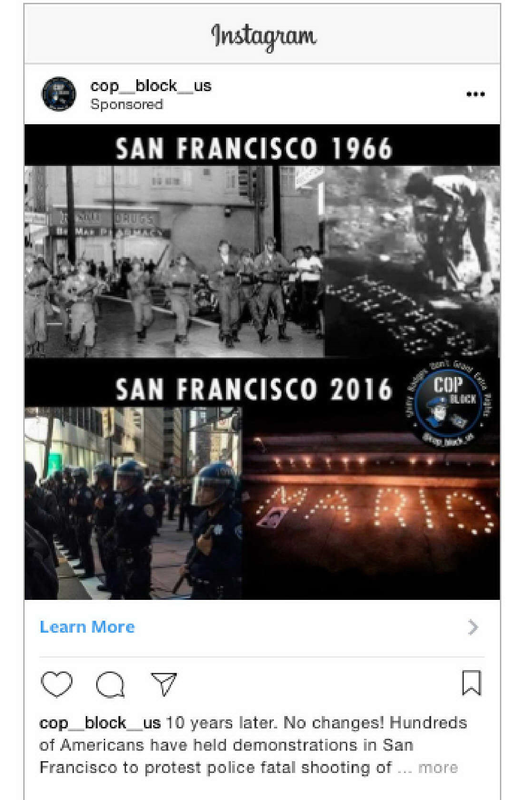 Instagram
cop__block__us
Sponsored
SAN FRANCISCO 1966
DRUGS
PHARMACY
MATTHEW
JOHNSON
SAN FRANCISCO 2016
Shiny Badges Don't Grant Extra Rights
COP
BLOCK
@cop_block_us
MARIO
Learn More
cop__block__us 10 years later. No changes! Hundreds
of Americans have held demonstrations in San
Francisco to protest police fatal shooting of ... more